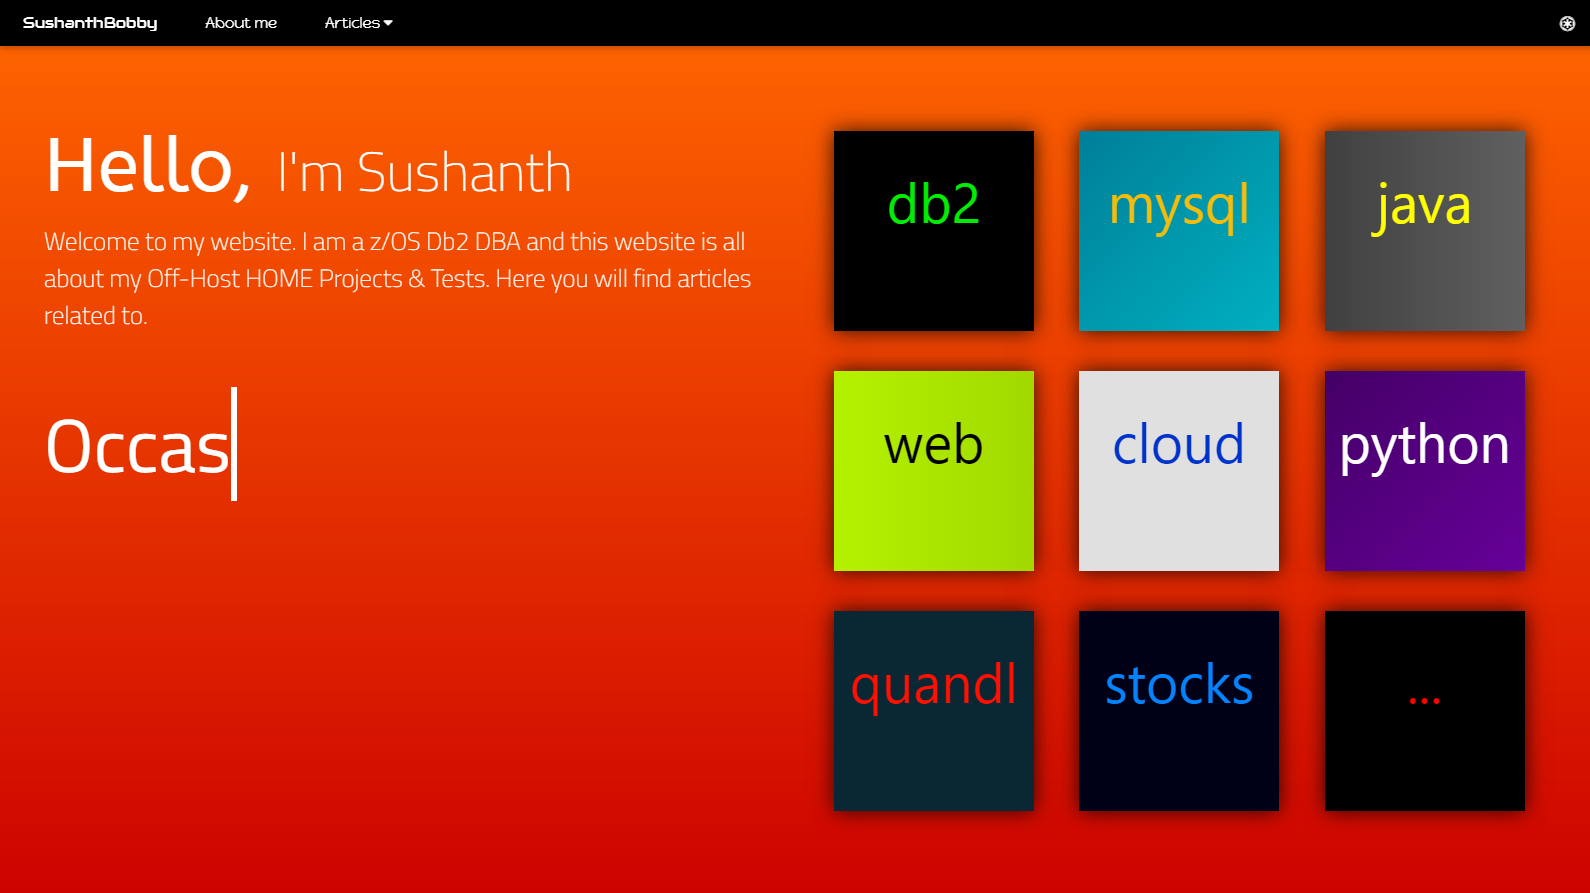 SushanthBobby About me Articles
Hello, I'm Sushanth
Welcome to my website. I am a z/OS Db2 DBA and this website is all
about my Off-Host HOME Projects & Tests. Here you will find articles
related to.
Occas
db2 mysql java
web cloud python
quandl stocks ...